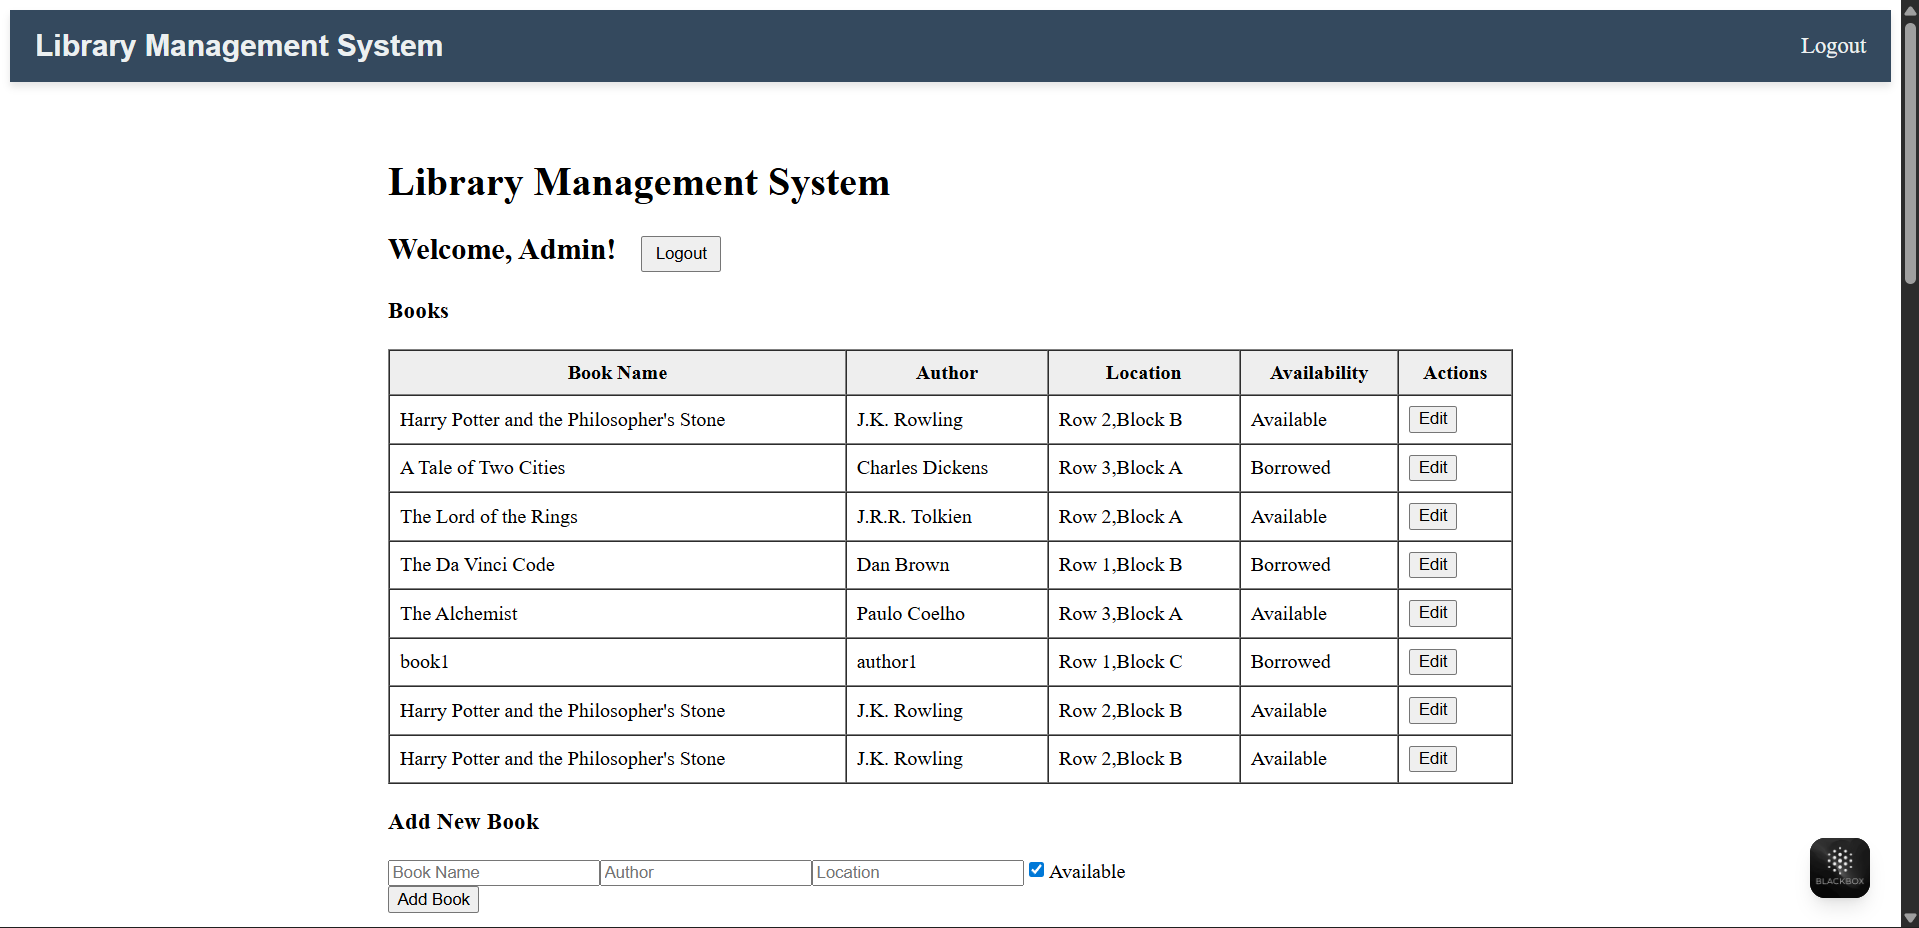 Library Management System Logout
Library Management System
Welcome, Admin! Logout
Books
Book Name Author Location Availability Actions
Harry Potter and the Philosopher's Stone J.K. Rowling Row 2,Block B Available Edit
A Tale of Two Cities Charles Dickens Row 3,Block A Borrowed Edit
The Lord of the Rings J.R.R. Tolkien Row 2,Block A Available Edit
The Da Vinci Code Dan Brown Row 1,Block B Borrowed Edit
The Alchemist Paulo Coelho Row 3,Block A Available Edit
book1 author1 Row 1,Block C Borrowed Edit
Harry Potter and the Philosopher's Stone J.K. Rowling Row 2,Block B Available Edit
Harry Potter and the Philosopher's Stone J.K. Rowling Row 2,Block B Available Edit
Add New Book
Book Name Author Location Available
Add Book
BLACKBOX